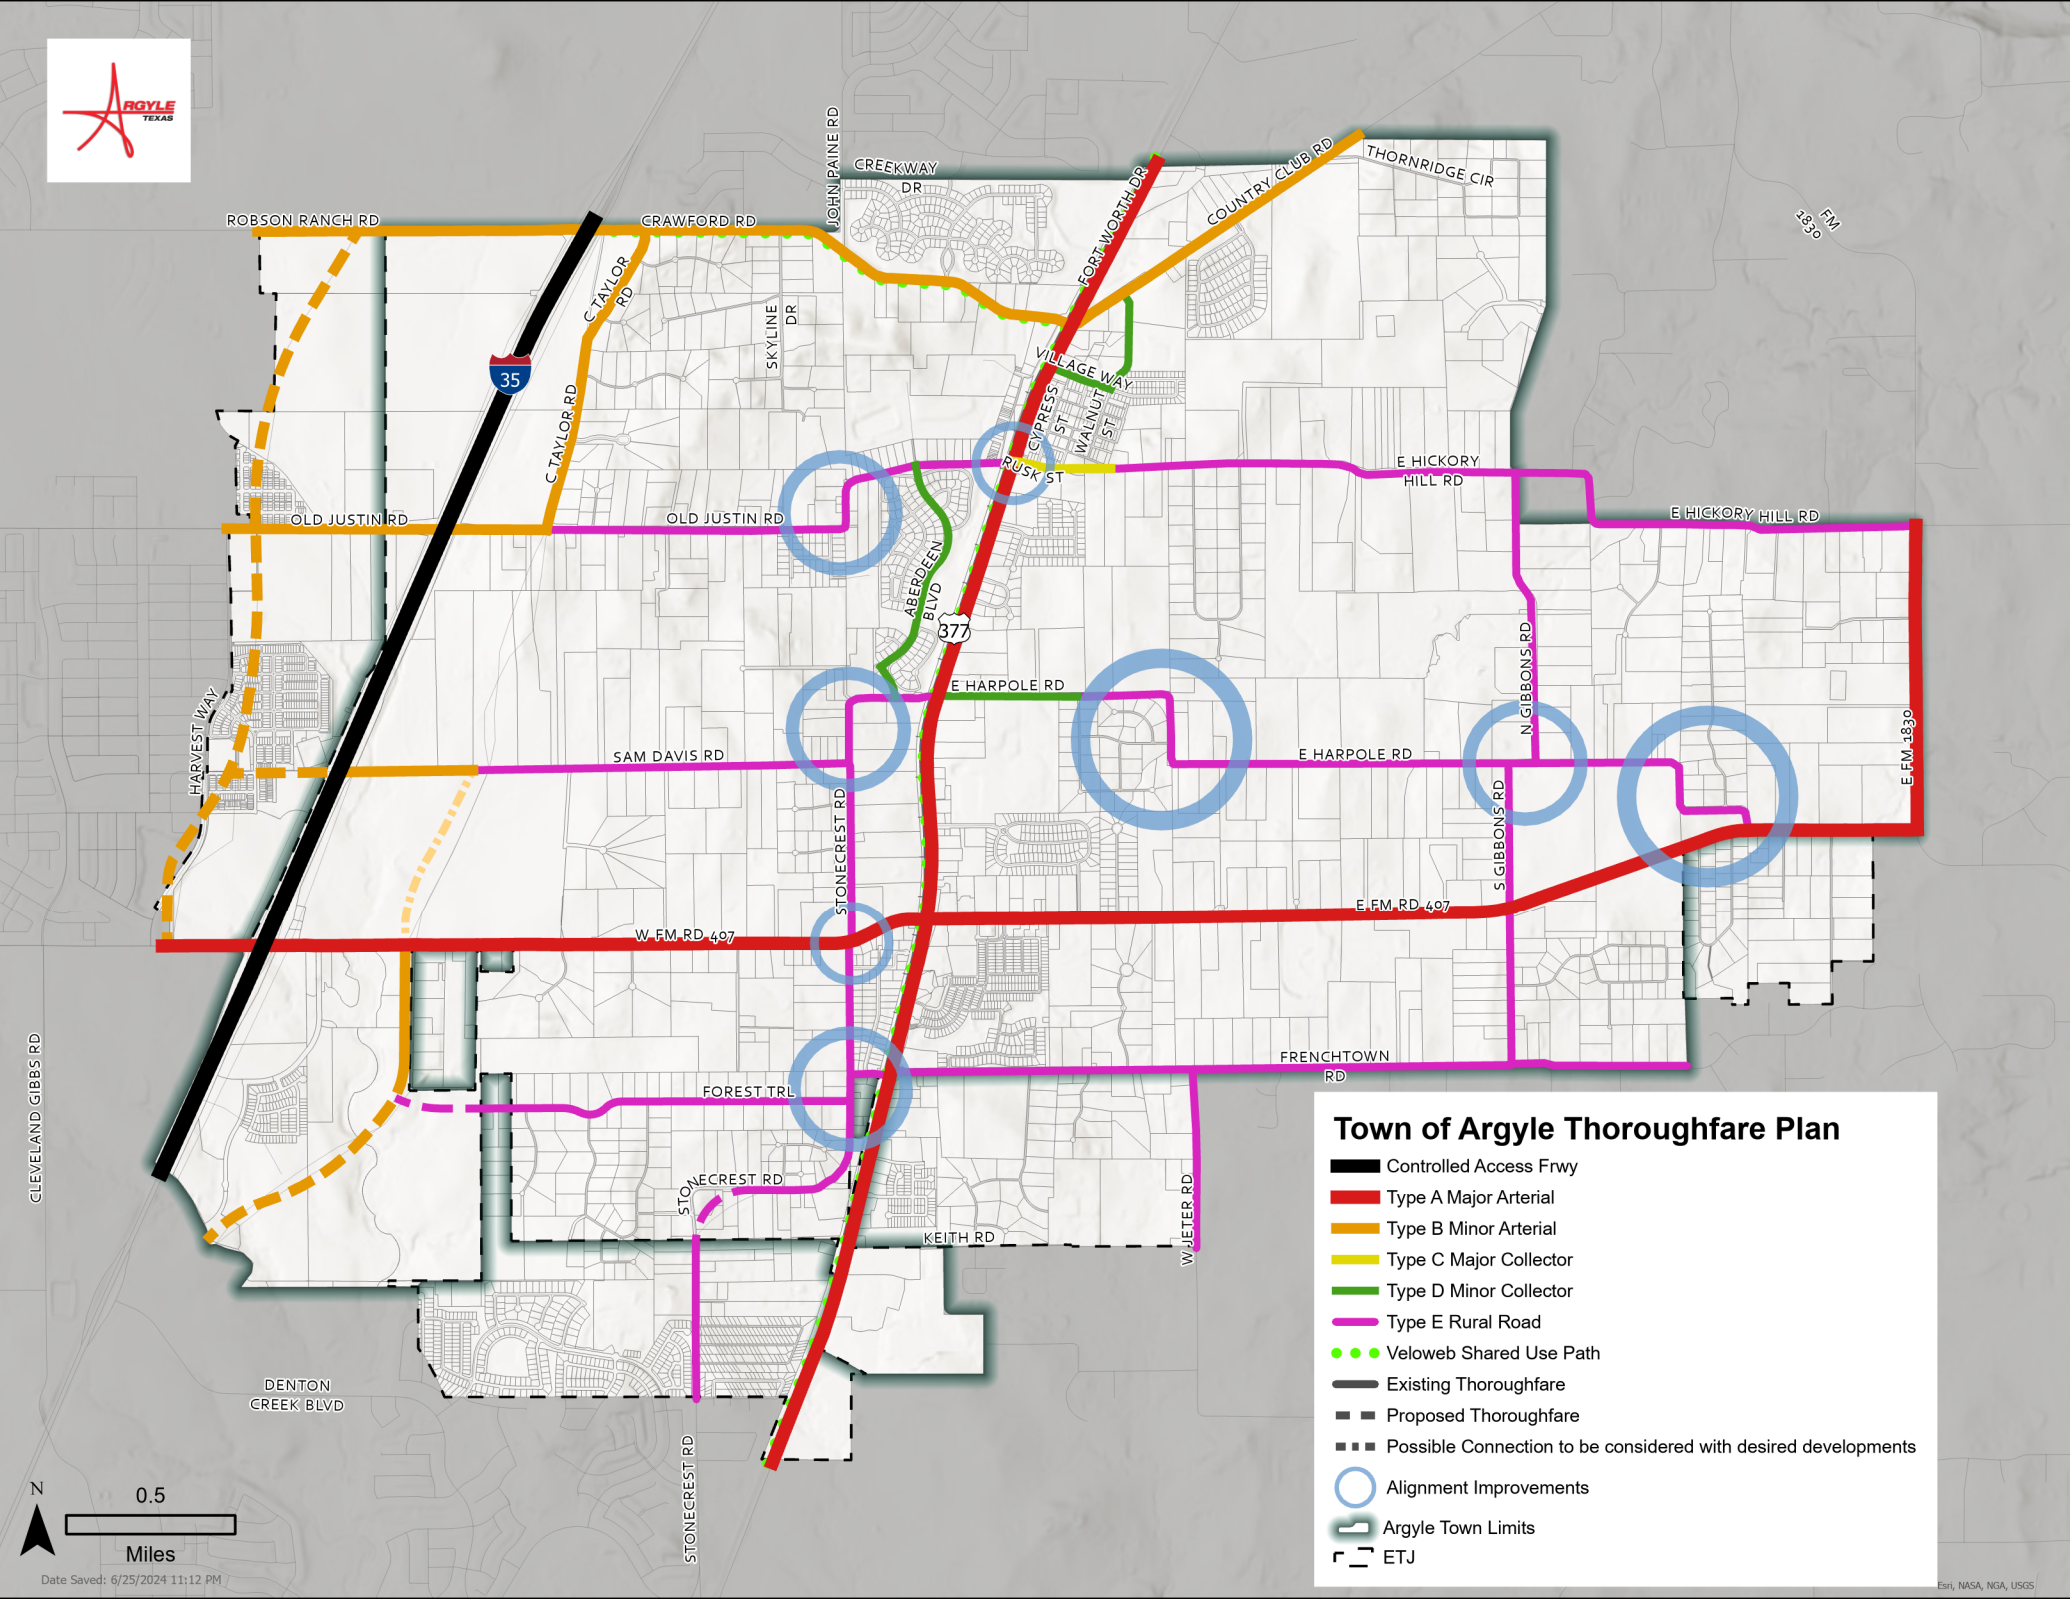 ARGYLE
TEXAS
JOHN PAINE RD
CREEKWAY
DR
ROBSON RANCH RD
CRAWFORD RD
FORT WORTH DR
COUNTRY CLUB RD
THORNRIDGE CIR
FM
1830
C TAYLOR
RD
SKYLINE
DR
35
VILLAGE WAY
CYPRESS
ST
WALNUT
ST
C TAYLOR RD
RUSK ST
E HICKORY
HILL RD
OLD JUSTIN RD
OLD JUSTIN RD
E HICKORY HILL RD
ABERDEEN
BLVD
377
N GIBBONS RD
HARVEST WAY
E HARPOLE RD
SAM DAVIS RD
E HARPOLE RD
E FM 1830
STONECREST RD
S GIBBONS RD
W FM RD 407
E FM RD 407
CLEVELAND GIBBS RD
FORES TRL
FRENCHTOWN
RD
STONECREST RD
W JETER RD
KEITH RD
DENTON
CREEK BLVD
STONECREST RD
Town of Argyle Thoroughfare Plan
Controlled Access Frwy
Type A Major Arterial
Type B Minor Arterial
Type C Major Collector
Type D Minor Collector
Type E Rural Road
Veloweb Shared Use Path
Existing Thoroughfare
Proposed Thoroughfare
Possible Connection to be considered with desired developments
Alignment Improvements
Argyle Town Limits
ETJ
N
0.5
Miles
Date Saved: 6/25/2024 11:12 PM
Esri, NASA, NGA, USGS